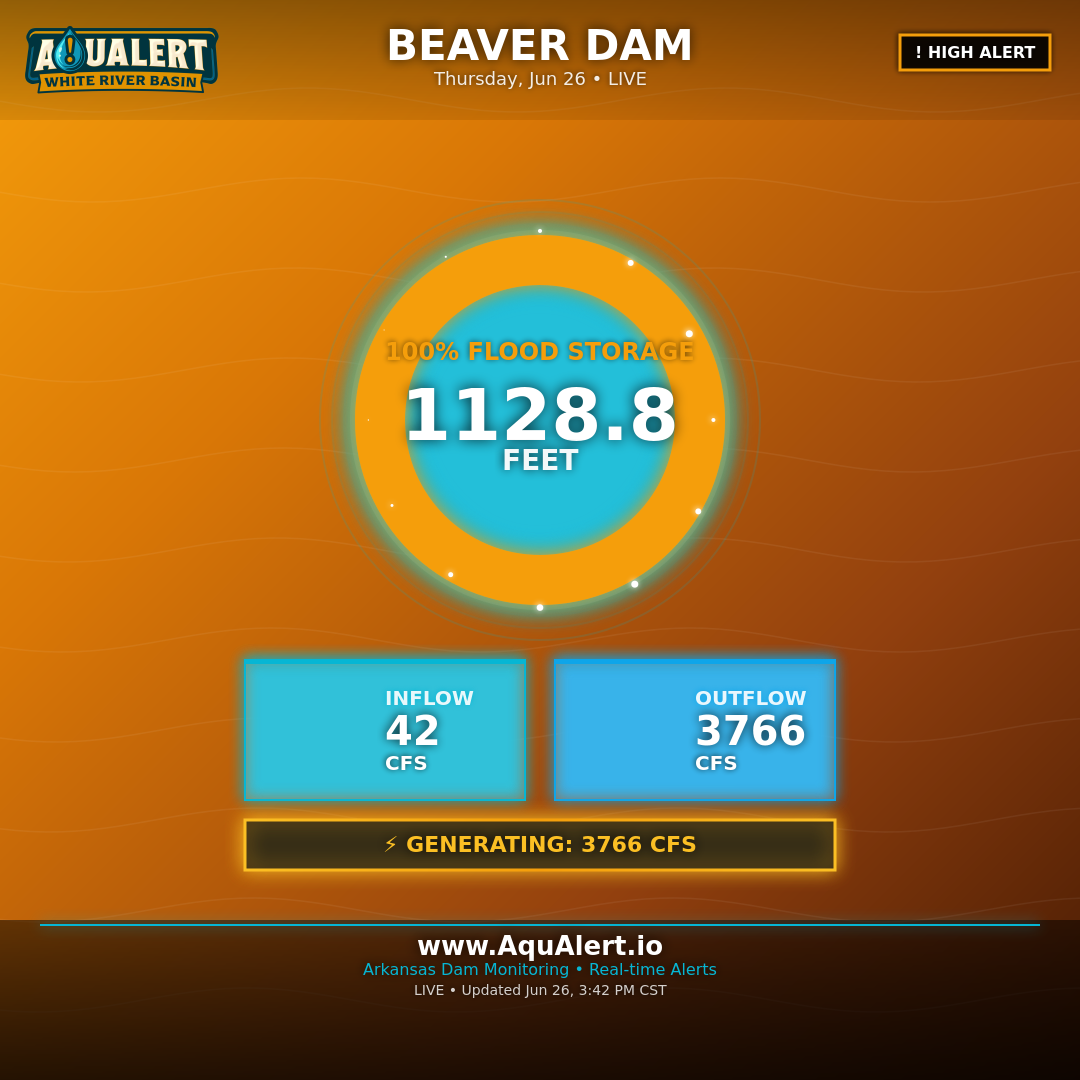 AQUALERT
WHITE RIVER BASIN
BEAVER DAM
Thursday, Jun 26 • LIVE
! HIGH ALERT
100% FLOOD STORAGE
1128.8
FEET
INFLOW
42
CFS
OUTFLOW
3766
CFS
⚡ GENERATING: 3766 CFS
www.AquAlert.io
Arkansas Dam Monitoring • Real-time Alerts
LIVE • Updated Jun 26, 3:42 PM CST